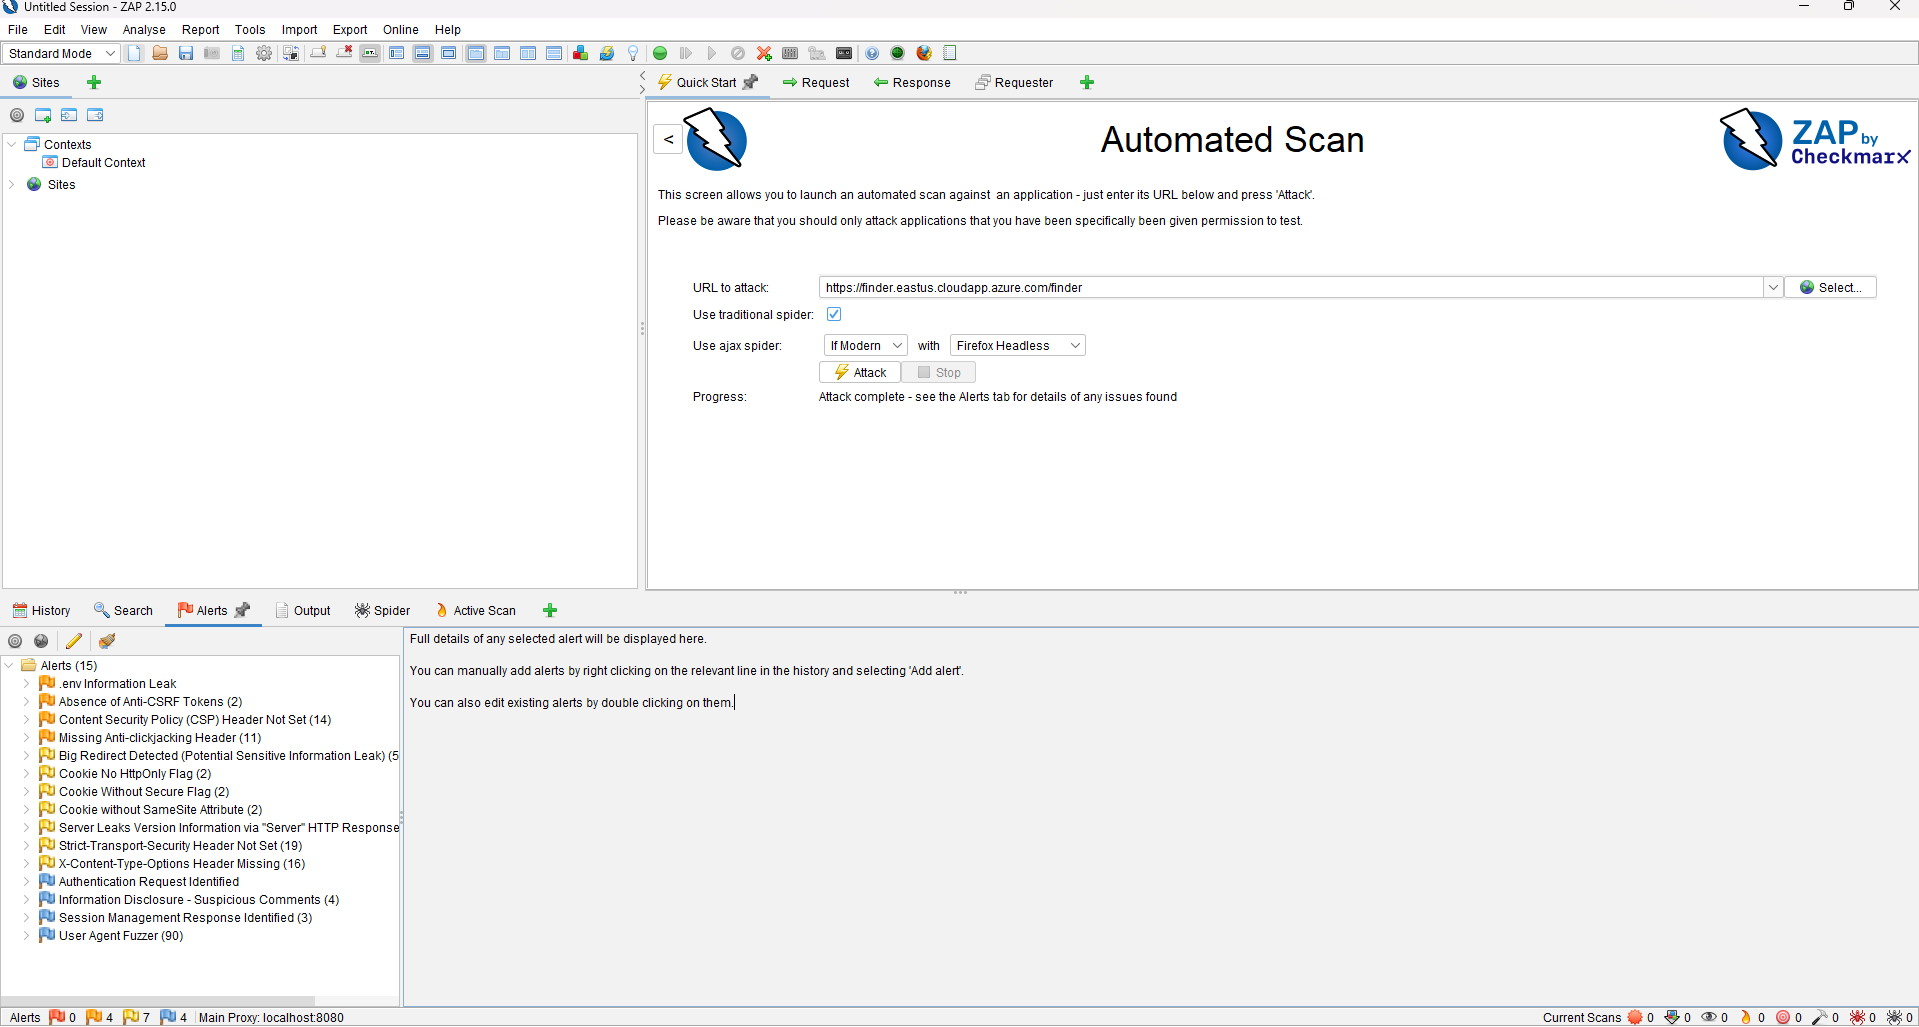 Untitled Session - ZAP 2.15.0
File Edit View Analyse Report Tools Import Export Online Help
Standard Mode
Sites
Quick Start Request Response Requester
Contexts
Default Context
Sites
<
Automated Scan
ZAP by
Checkmarx
This screen allows you to launch an automated scan against an application - just enter its URL below and press 'Attack'.
Please be aware that you should only attack applications that you have been specifically been given permission to test.
URL to attack: https://finder.eastus.cloudapp.azure.com/finder Select...
Use traditional spider:
Use ajax spider: If Modern with Firefox Headless
Attack Stop
Progress: Attack complete - see the Alerts tab for details of any issues found
History Search Alerts Output Spider Active Scan
Alerts (15)
.env Information Leak
Absence of Anti-CSRF Tokens (2)
Content Security Policy (CSP) Header Not Set (14)
Missing Anti-clickjacking Header (11)
Big Redirect Detected (Potential Sensitive Information Leak) (5
Cookie No HttpOnly Flag (2)
Cookie Without Secure Flag (2)
Cookie without SameSite Attribute (2)
Server Leaks Version Information via "Server" HTTP Response
Strict-Transport-Security Header Not Set (19)
X-Content-Type-Options Header Missing (16)
Authentication Request Identified
Information Disclosure - Suspicious Comments (4)
Session Management Response Identified (3)
User Agent Fuzzer (90)
Full details of any selected alert will be displayed here.
You can manually add alerts by right clicking on the relevant line in the history and selecting 'Add alert'.
You can also edit existing alerts by double clicking on them.
Alerts 0 4 7 4 Main Proxy: localhost:8080
Current Scans 0 0 0 0 0 0 0 0